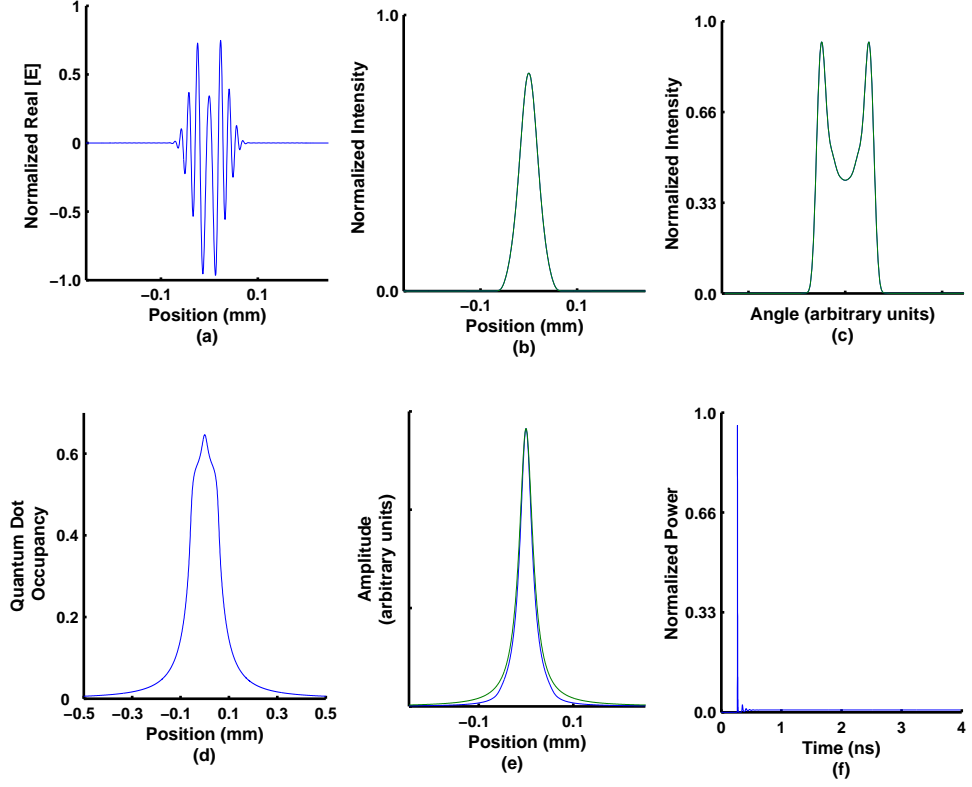 1
0.5
0
−0.5
−1.0
−0.1
0.1
Normalized Real [E]
Position (mm)
(a)
1.0
0.0
−0.1
0.1
Normalized Intensity
Position (mm)
(b)
1.0
0.66
0.33
0.0
Normalized Intensity
Angle (arbitrary units)
(c)
0.6
0.4
0.2
0
−0.5
−0.1
0.1
0.5
Quantum Dot
Occupancy
Position (mm)
(d)
−0.1
0.1
Amplitude
(arbitrary units)
Position (mm)
(e)
1.0
0.66
0.33
0.0
0
1
2
3
4
Normalized Power
Time (ns)
(f)